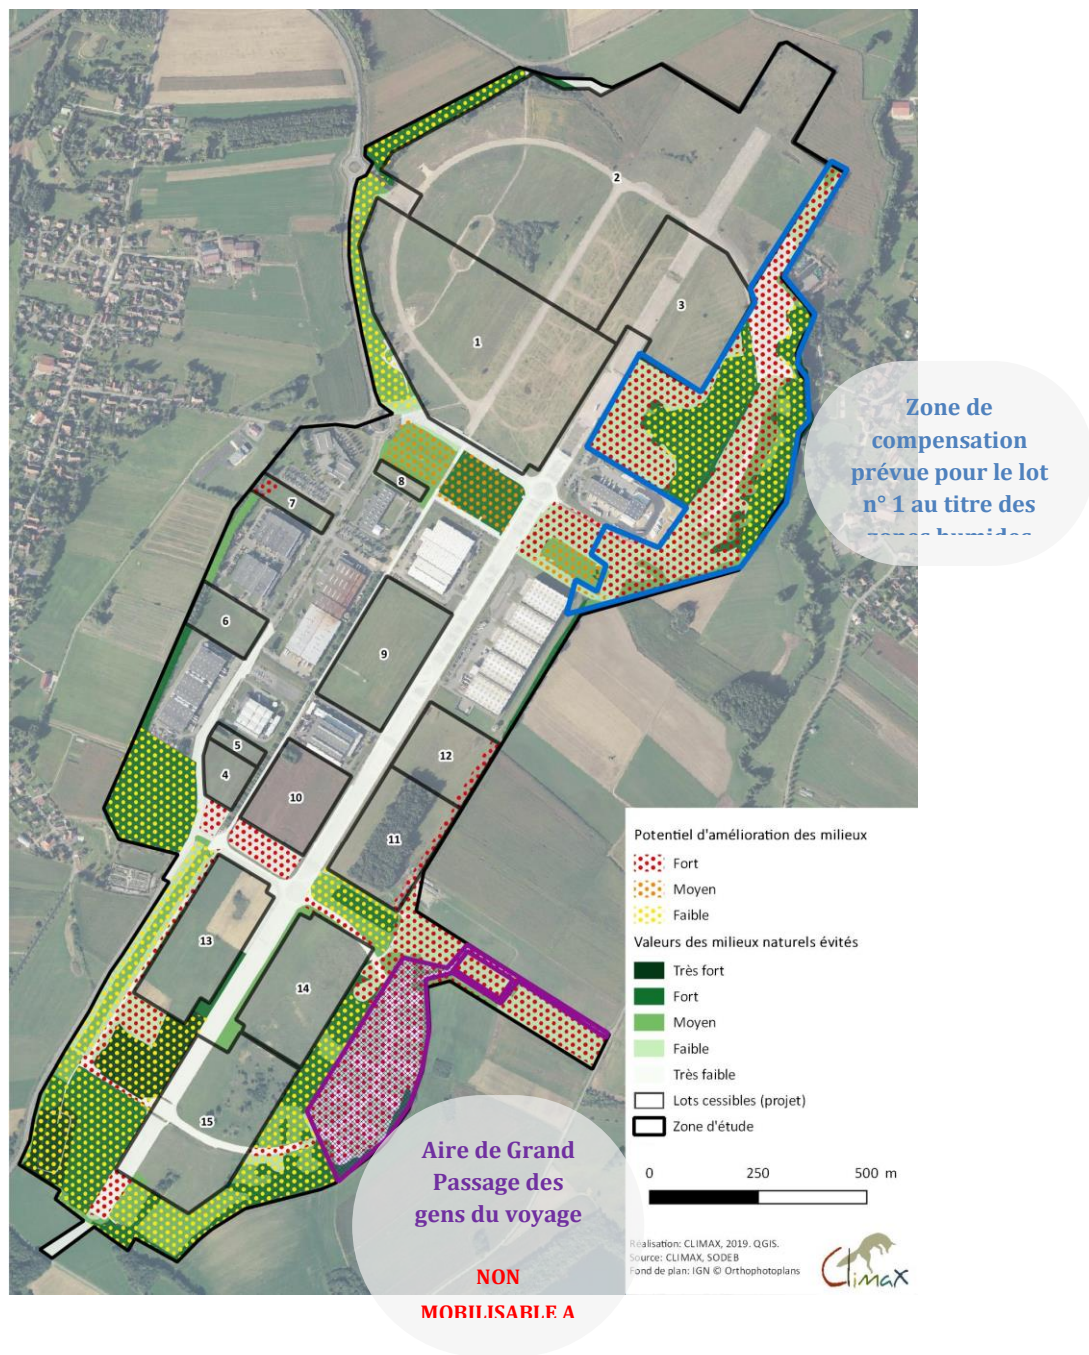 2
3
1
Zone de
compensation
prévue pour le lot
n° 1 au titre des
zones humides
8
7
6
9
5
4
12
10
11
13
14
15
Potentiel d'amélioration des milieux
Fort
Moyen
Faible
Valeurs des milieux naturels évités
Très fort
Fort
Moyen
Faible
Très faible
Lots cessibles (projet)
Zone d'étude
0 250 500 m
Aire de Grand
Passage des
gens du voyage
NON
MOBILISABLE A
Réalisation: CLIMAX, 2019. QGIS.
Source: CLIMAX, SODEB
Fond de plan: IGN © Orthophotoplans
Climax